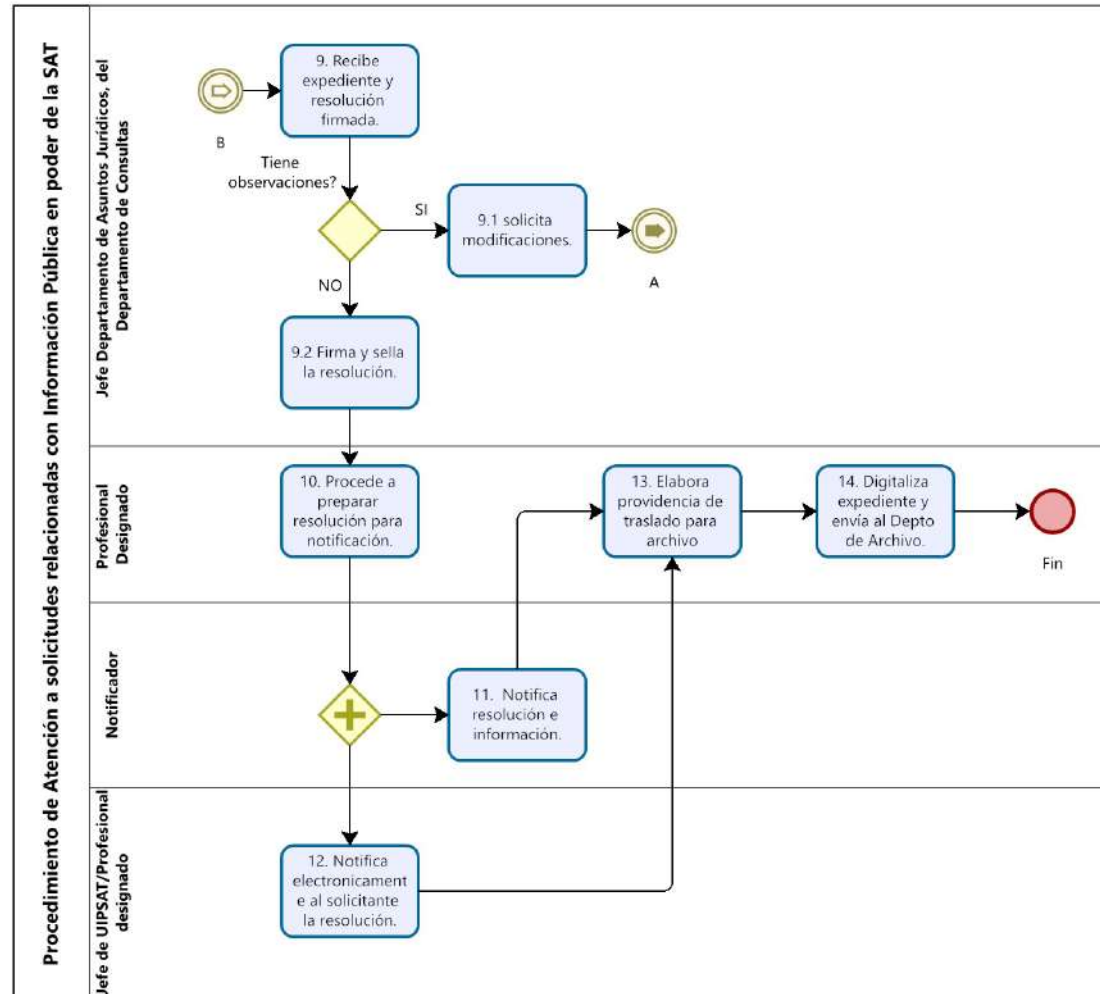 Procedimiento de Atención a solicitudes relacionadas con Información Pública en poder de la SAT
Jefe Departamento de Asuntos Jurídicos, del
Departamento de Consultas
B
9. Recibe
expediente y
resolución
firmada.
Tiene
observaciones?
SI
9.1 solicita
modificaciones.
A
NO
9.2 Firma y sella
la resolución.
Profesional
Designado
10. Procede a
preparar
resolución para
notificación.
13. Elabora
providencia de
traslado para
archivo
14. Digitaliza
expediente y
envía al Depto
de Archivo.
Fin
Notificador
11. Notifica
resolución e
información.
Jefe de UIPSAT/Profesional
designado
12. Notifica
electronicament
e al solicitante
la resolución.